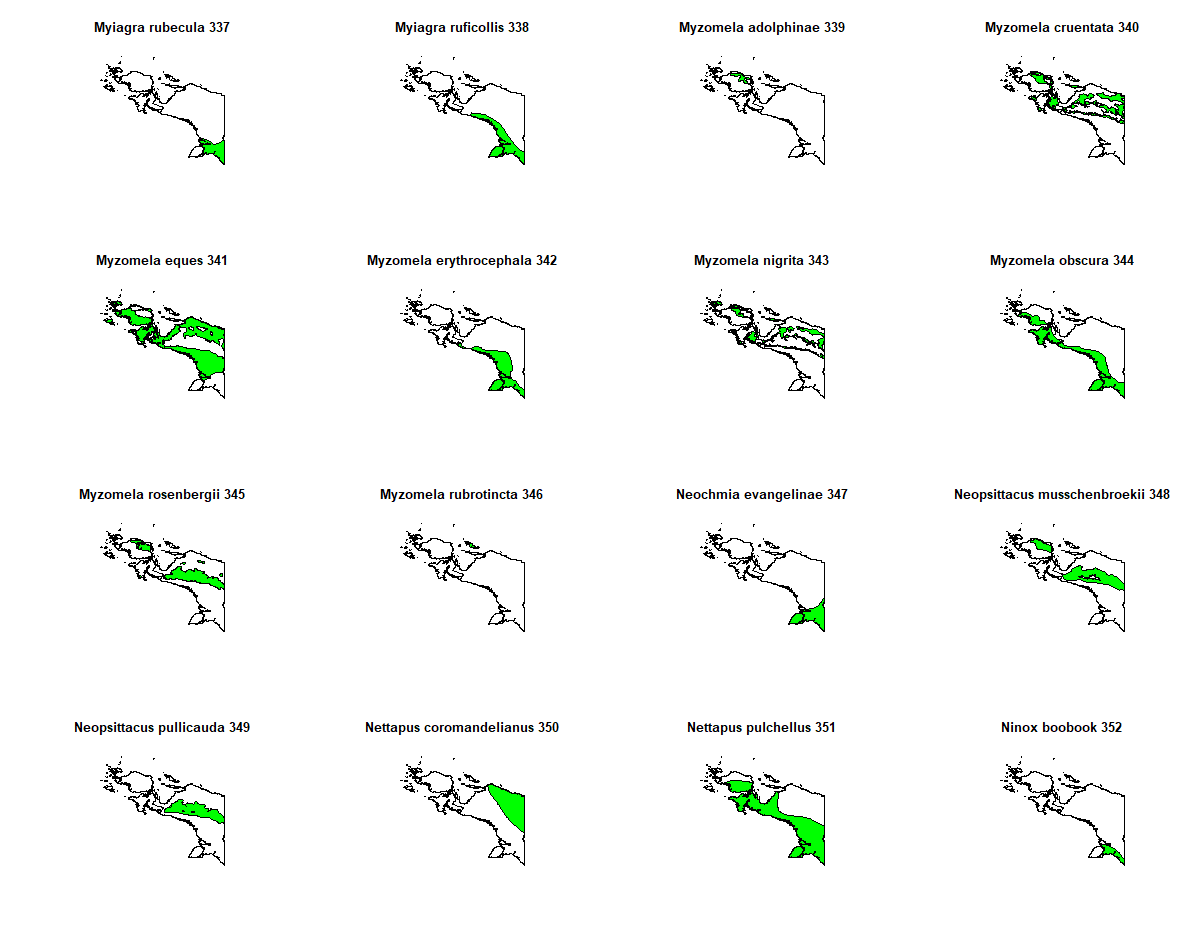 Myiagra rubecula 337
Myiagra ruficollis 338
Myzomela adolphinae 339
Myzomela cruentata 340
Myzomela eques 341
Myzomela erythrocephala 342
Myzomela nigrita 343
Myzomela obscura 344
Myzomela rosenbergii 345
Myzomela rubrotincta 346
Neochmia evangelinae 347
Neopsittacus musschenbroekii 348
Neopsittacus pullicauda 349
Nettapus coromandelianus 350
Nettapus pulchellus 351
Ninox boobook 352